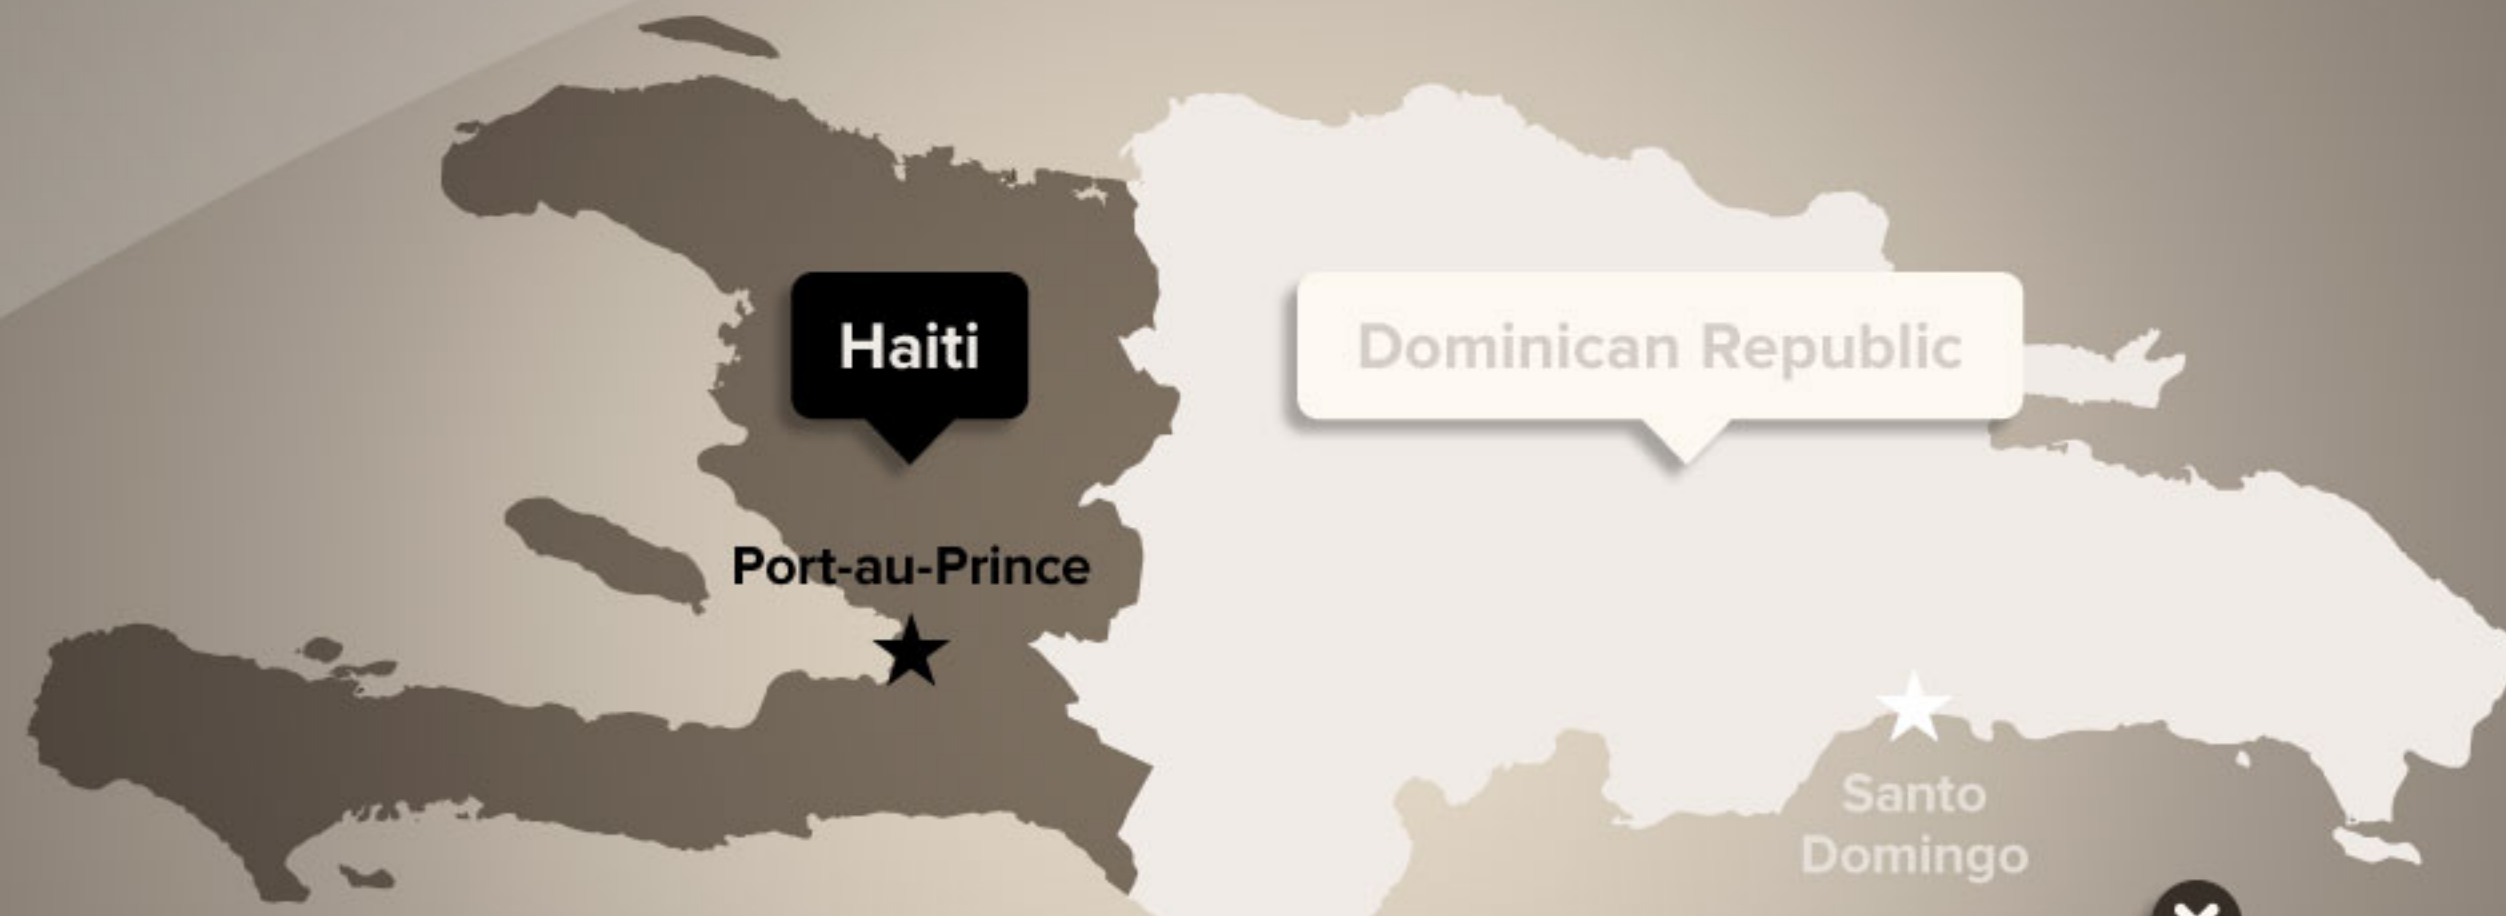 Haiti
Dominican Republic
Port-au-Prince
Santo
Domingo